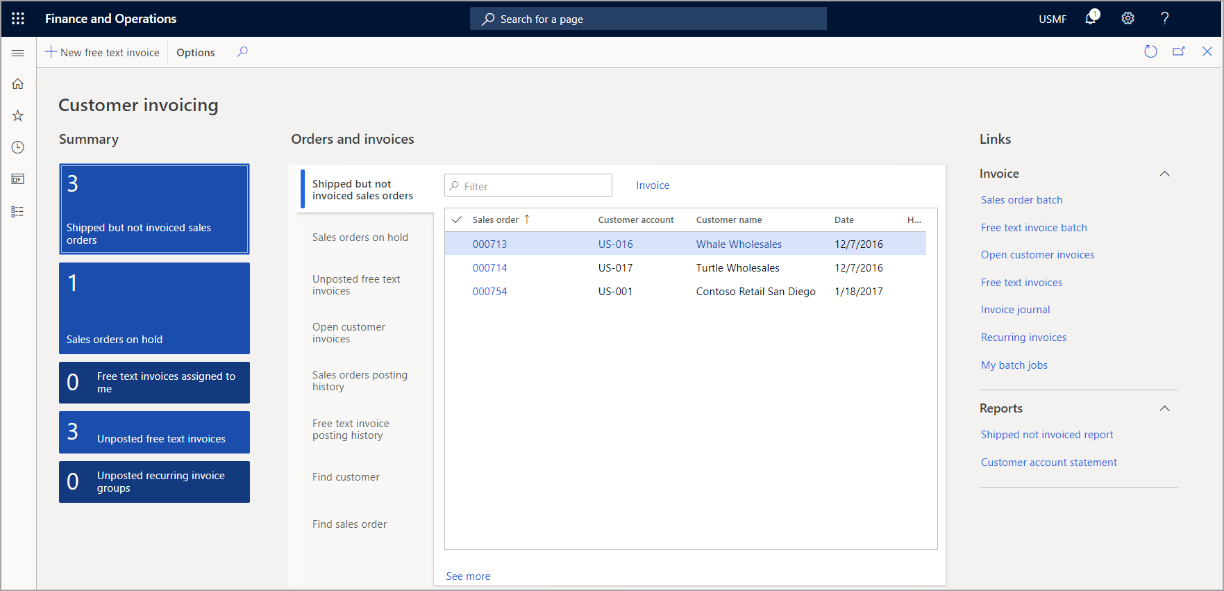 Finance and Operations
Search for a page
USMF
1
?
New free text invoice
Options
Customer invoicing
Summary
3
Shipped but not invoiced sales
orders
1
Sales orders on hold
0
Free text invoices assigned to
me
3
Unposted free text invoices
0
Unposted recurring invoice
groups
Orders and invoices
Shipped but not
invoiced sales orders
Sales orders on hold
Unposted free text
invoices
Open customer
invoices
Sales orders posting
history
Free text invoice
posting history
Find customer
Find sales order
Filter
Invoice
Sales order Customer account Customer name Date H...
000713 US-016 Whale Wholesales 12/7/2016
000714 US-017 Turtle Wholesales 12/7/2016
000754 US-001 Contoso Retail San Diego 1/18/2017
See more
Links
Invoice
Sales order batch
Free text invoice batch
Open customer invoices
Free text invoices
Invoice journal
Recurring invoices
My batch jobs
Reports
Shipped not invoiced report
Customer account statement